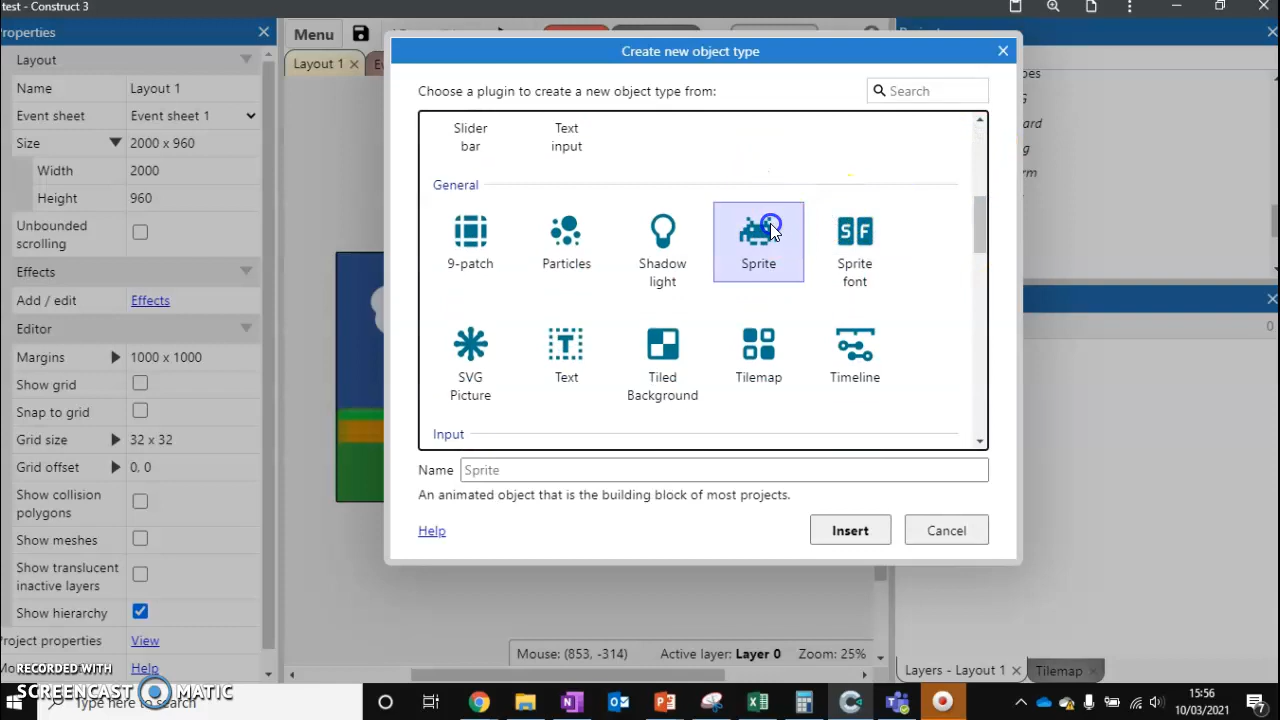 test - Construct 3
Properties
Layout
Name Layout 1
Event sheet Event sheet 1
Size 2000 x 960
Width 2000
Height 960
Unbounded
scrolling
Effects
Add / edit Effects
Editor
Margins 1000 x 1000
Show grid
Snap to grid
Grid size 32 x 32
Grid offset 0, 0
Show collision
polygons
Show meshes
Show translucent
inactive layers
Show hierarchy
Project properties View
Help
Menu
Layout 1
Create new object type
Choose a plugin to create a new object type from:
Search
Slider
bar
Text
input
General
9-patch
Particles
Shadow
light
Sprite
SF
Sprite
font
SVG
Picture
T
Text
Tiled
Background
Tilemap
Timeline
Input
Name Sprite
An animated object that is the building block of most projects.
Help
Insert
Cancel
0
Mouse: (853, -314) Active layer: Layer 0 Zoom: 25%
Layers - Layout 1
Tilemap
RECORDED WITH
SCREENCAST MATIC
Type here to search
15:56
10/03/2021